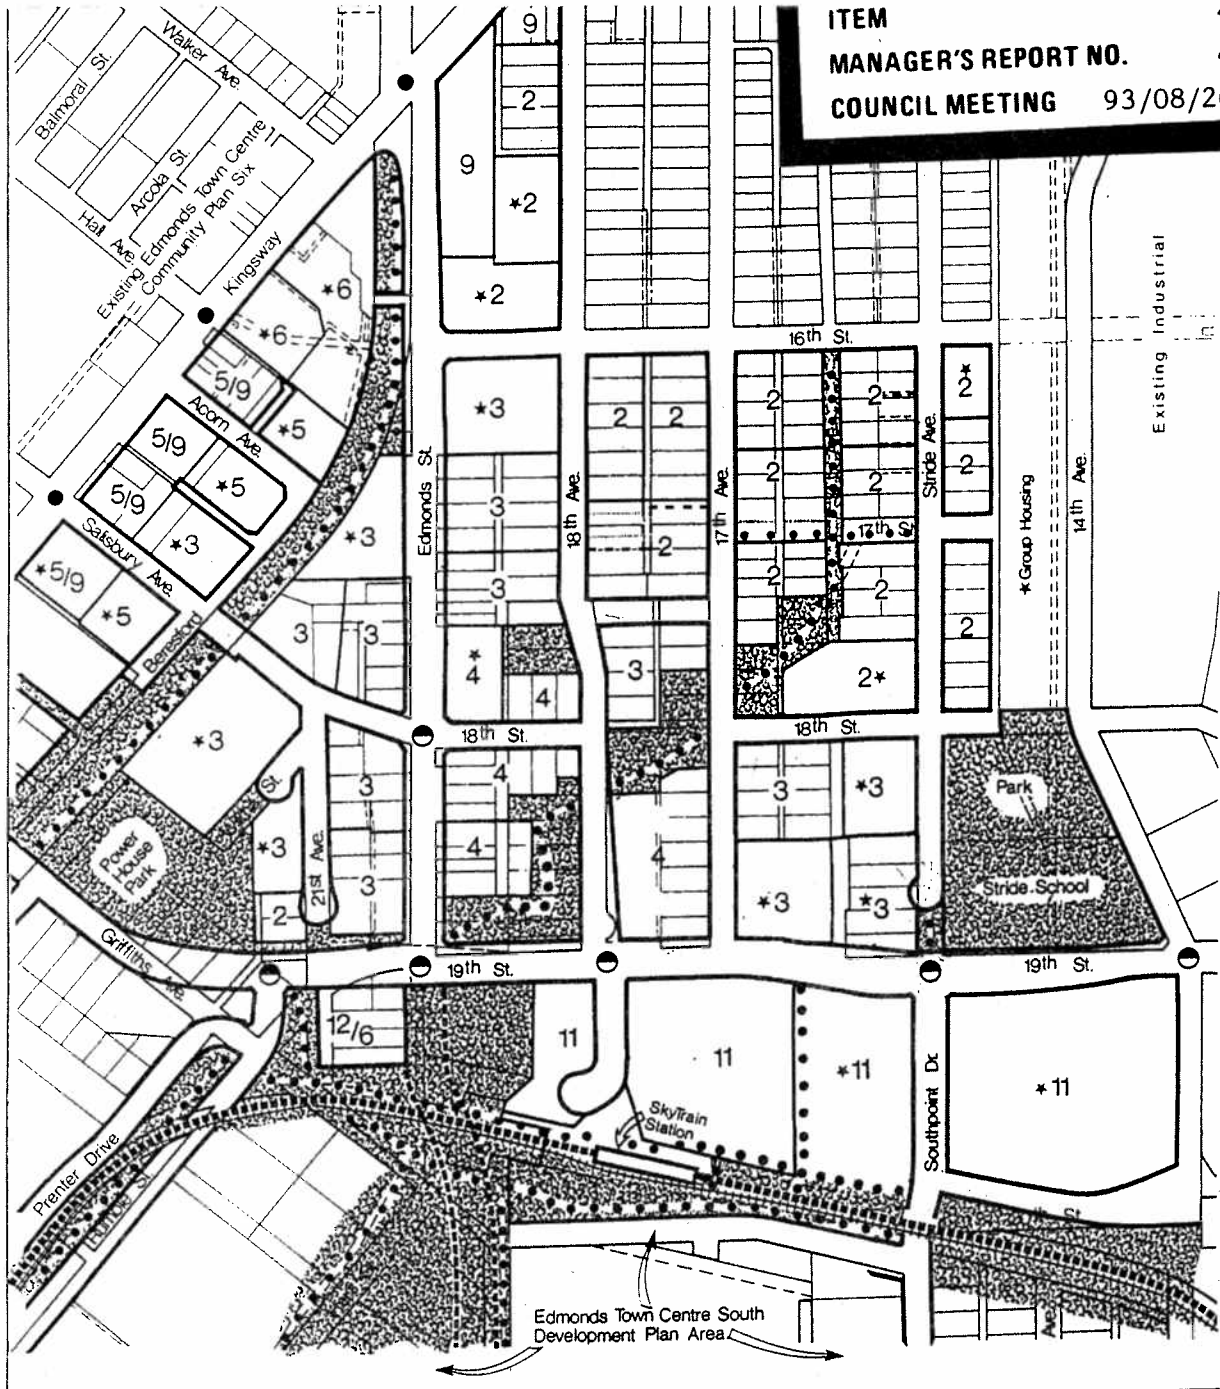 ITEM
MANAGER'S REPORT NO.
COUNCIL MEETING 93/08/2
Walker Ave.
Balmoral St.
Arcola St.
Hall Ave.
Existing Edmonds Town Centre
Community Plan Six
Kingsway
9
2
9
★2
★2
★6
★6
5/9
★5
Acorn Ave.
5/9
★5
5/9
★3
Salisbury Ave.
★5/9
★5
Beresford
16th St.
Existing Industrial
★3
2
2
2
2
★
2
Edmonds St.
18th Ave.
17th Ave.
Stride Ave.
14th Ave.
★Group Housing
3
2
2
2
★3
17th St
3
2
2
2
2
3
3
★
4
4
3
2★
18th St.
18th St.
★3
St.
3
4
3
★3
Park
Power
House
Park
★3
21st Ave.
4
4
2
3
★3
★3
Stride School
Griffiths Ave.
19th St.
19th St.
12/6
11
11
★11
★11
Southpoint Dr.
SkyTrain
Station
Prenter Drive
St.
Edmonds Town Centre South
Development Plan Area
Ave